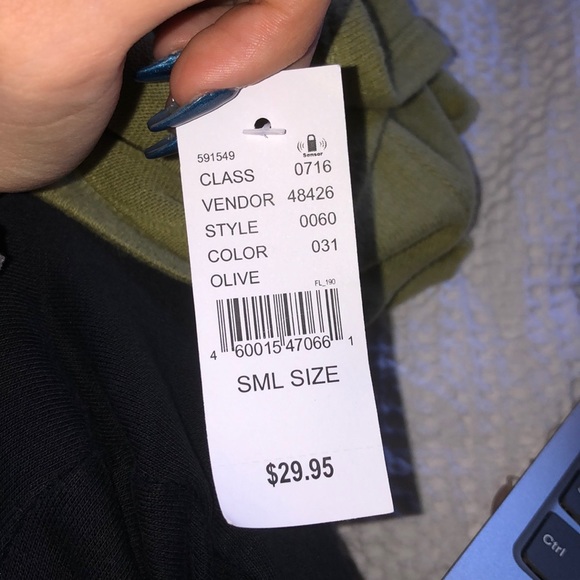 591549
Sensor
CLASS 0716
VENDOR 48426
STYLE 0060
COLOR 031
OLIVE
FL_190
4 60015 47066 1
SML SIZE
$29.95
Ctrl